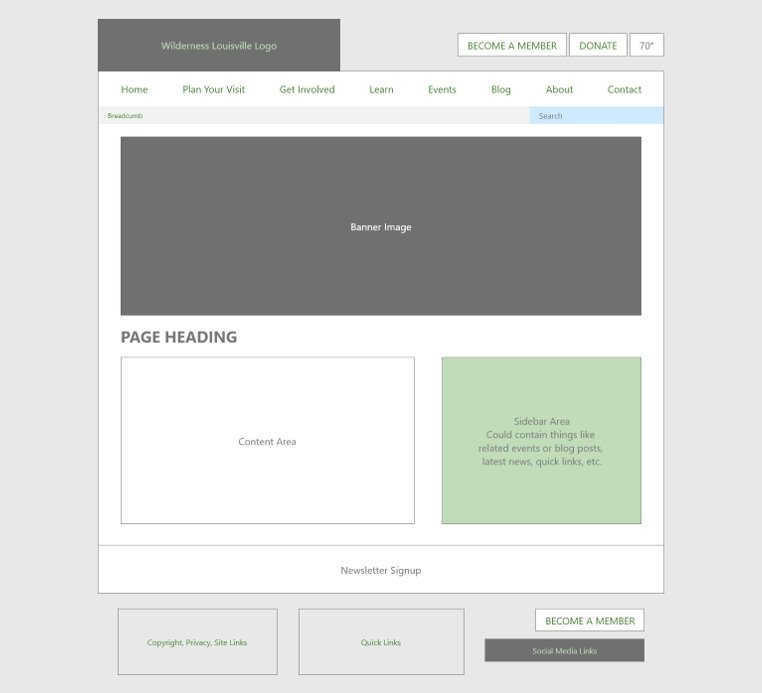 Wilderness Louisville Logo
BECOME A MEMBER
DONATE
70°
Home
Plan Your Visit
Get Involved
Learn
Events
Blog
About
Contact
Breadcumb
Search
Banner Image
PAGE HEADING
Content Area
Sidebar Area
Could contain things like
related events or blog posts,
latest news, quick links, etc.
Newsletter Signup
Copyright, Privacy, Site Links
Quick Links
BECOME A MEMBER
Social Media Links